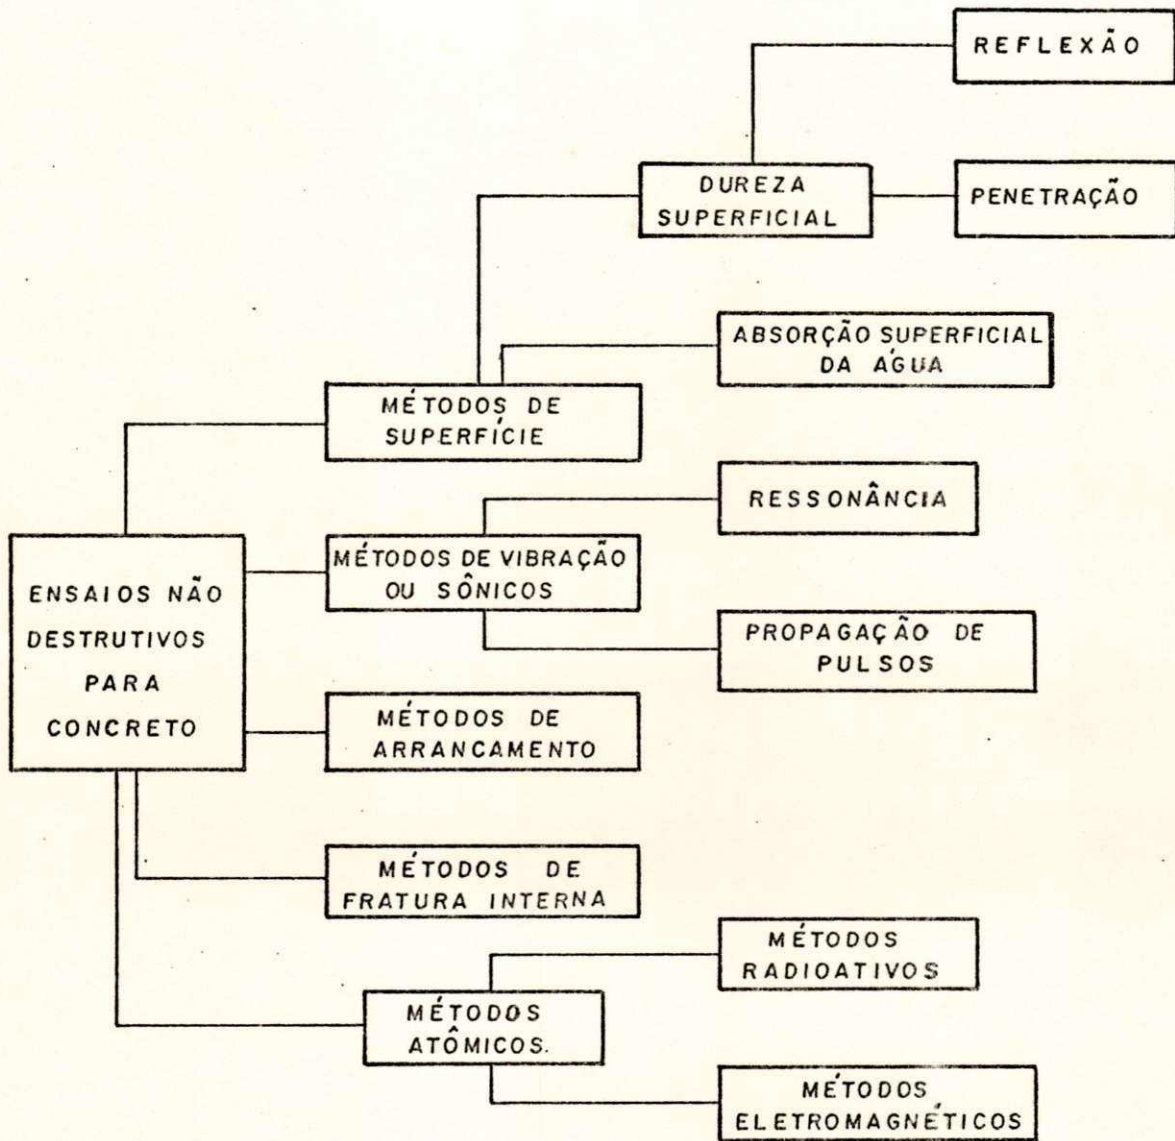 REFLEXÃO
DUREZA
SUPERFICIAL
PENETRAÇÃO
ABSORÇÃO SUPERFICIAL
DA ÁGUA
MÉTODOS DE
SUPERFÍCIE
RESSONÂNCIA
MÉTODOS DE VIBRAÇÃO
OU SÔNICOS
ENSAIOS NÃO
DESTRUTIVOS
PARA
CONCRETO
PROPAGAÇÃO DE
PULSOS
MÉTODOS DE
ARRANCAMENTO
MÉTODOS DE
FRATURA INTERNA
MÉTODOS
RADIOATIVOS
MÉTODOS
ATÔMICOS.
MÉTODOS
ELETROMAGNÉTICOS